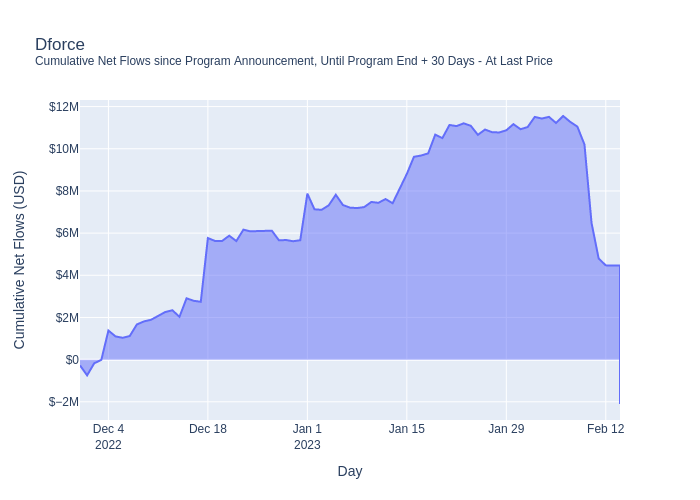 Dforce
Cumulative Net Flows since Program Announcement, Until Program End + 30 Days - At Last Price
Cumulative Net Flows (USD)
$12M
$10M
$8M
$6M
$4M
$2M
$0
$−2M
Dec 4
2022
Dec 18
Jan 1
2023
Jan 15
Jan 29
Feb 12
Day